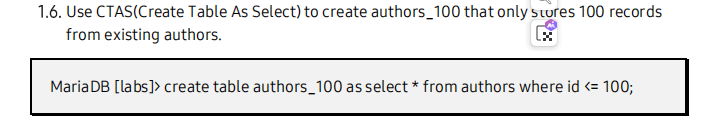 1.6. Use CTAS(Create Table As Select) to create authors_100 that only stores 100 records
from existing authors.
MariaDB [labs]> create table authors_100 as select * from authors where id <= 100;